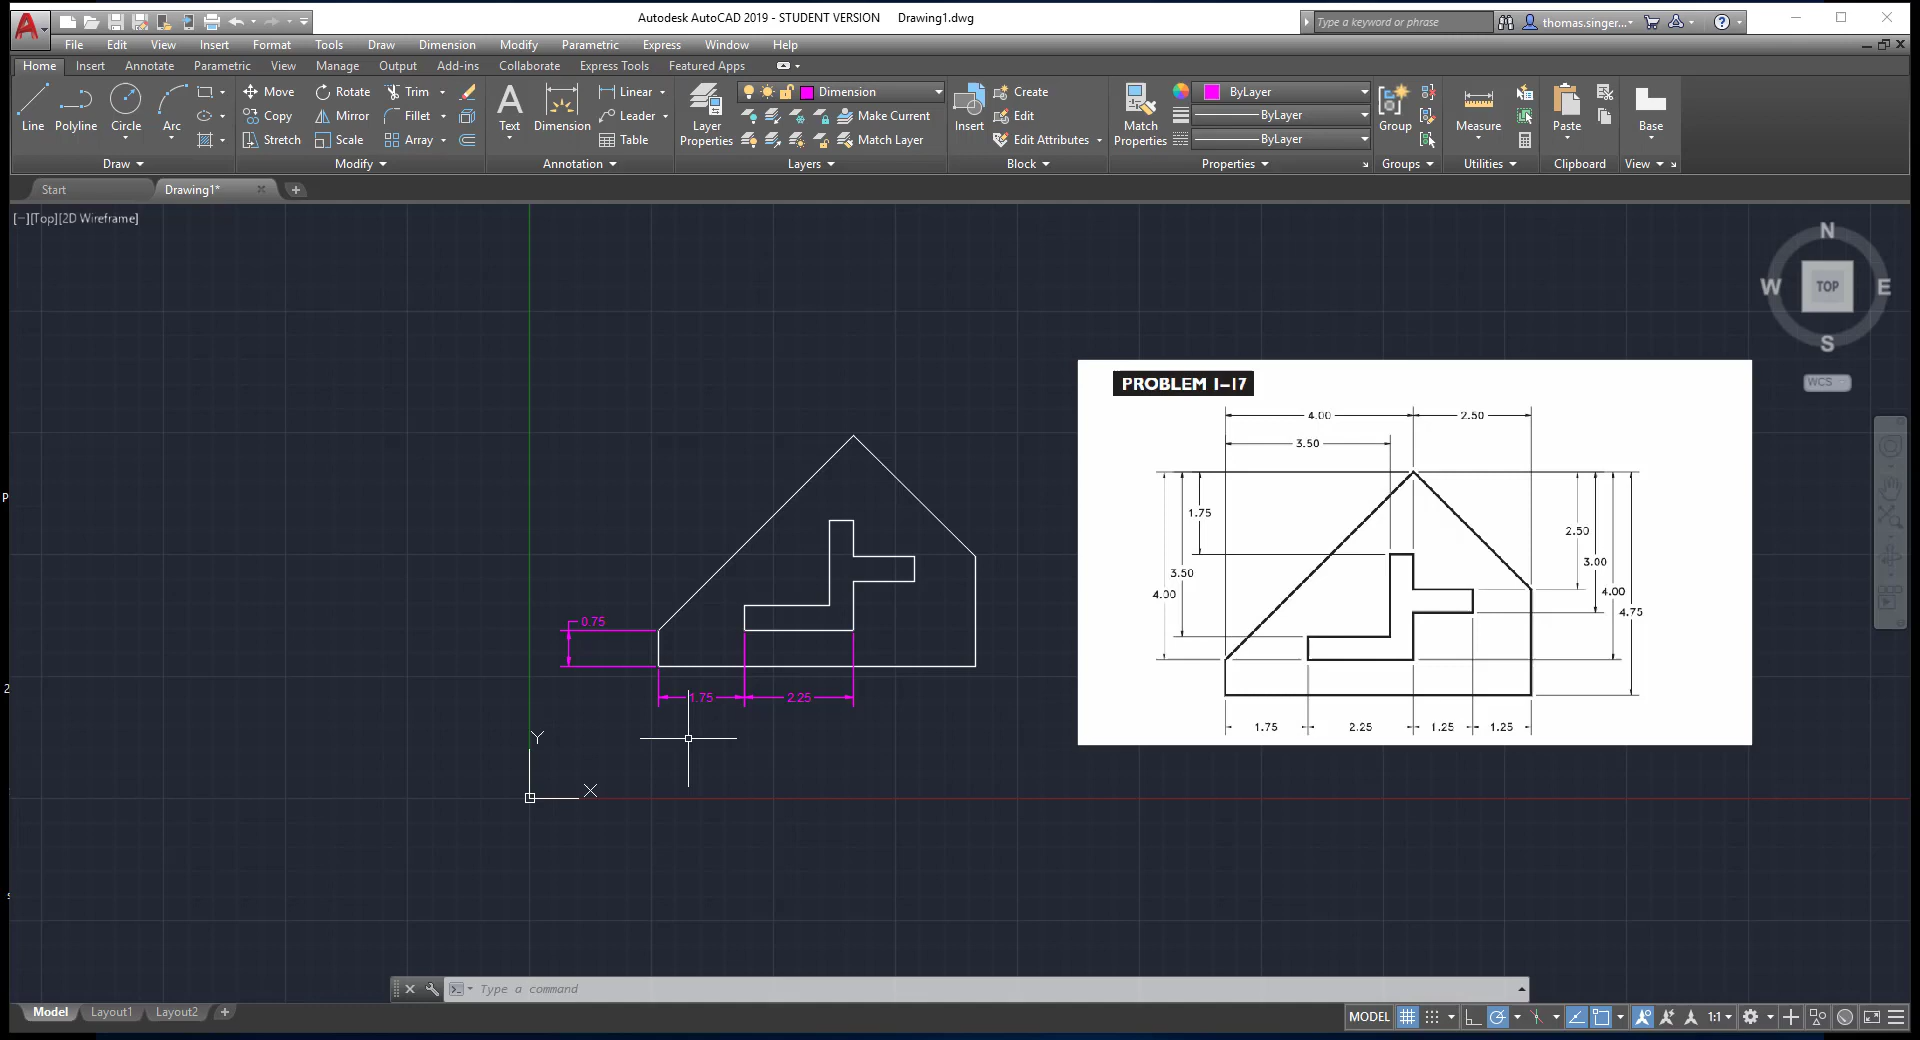 Autodesk AutoCAD 2019 - STUDENT VERSION Drawing1.dwg
Type a keyword or phrase
thomas.singer...
File Edit View Insert Format Tools Draw Dimension Modify Parametric Express Window Help
Home Insert Annotate Parametric View Manage Output Add-ins Collaborate Express Tools Featured Apps
Line Polyline Circle Arc
Draw
Move Rotate Trim
Copy Mirror Fillet
Stretch Scale Array
Modify
Text Dimension
Linear
Leader
Table
Annotation
Layer Properties
Dimension
Make Current
Match Layer
Layers
Insert
Create
Edit
Edit Attributes
Block
Match Properties
ByLayer
ByLayer
ByLayer
Properties
Group
Groups
Measure
Utilities
Paste
Clipboard
Base
View
Start Drawing1*
[−][Top][2D Wireframe]
N
W TOP E
S
WCS
0.75
1.75 2.25
Y
X
PROBLEM 1–17
4.00 2.50
3.50
1.75
2.50
3.00
3.50
4.00
4.00
4.75
1.75 2.25 1.25 1.25
P
2
Type a command
Model Layout1 Layout2
MODEL 1:1